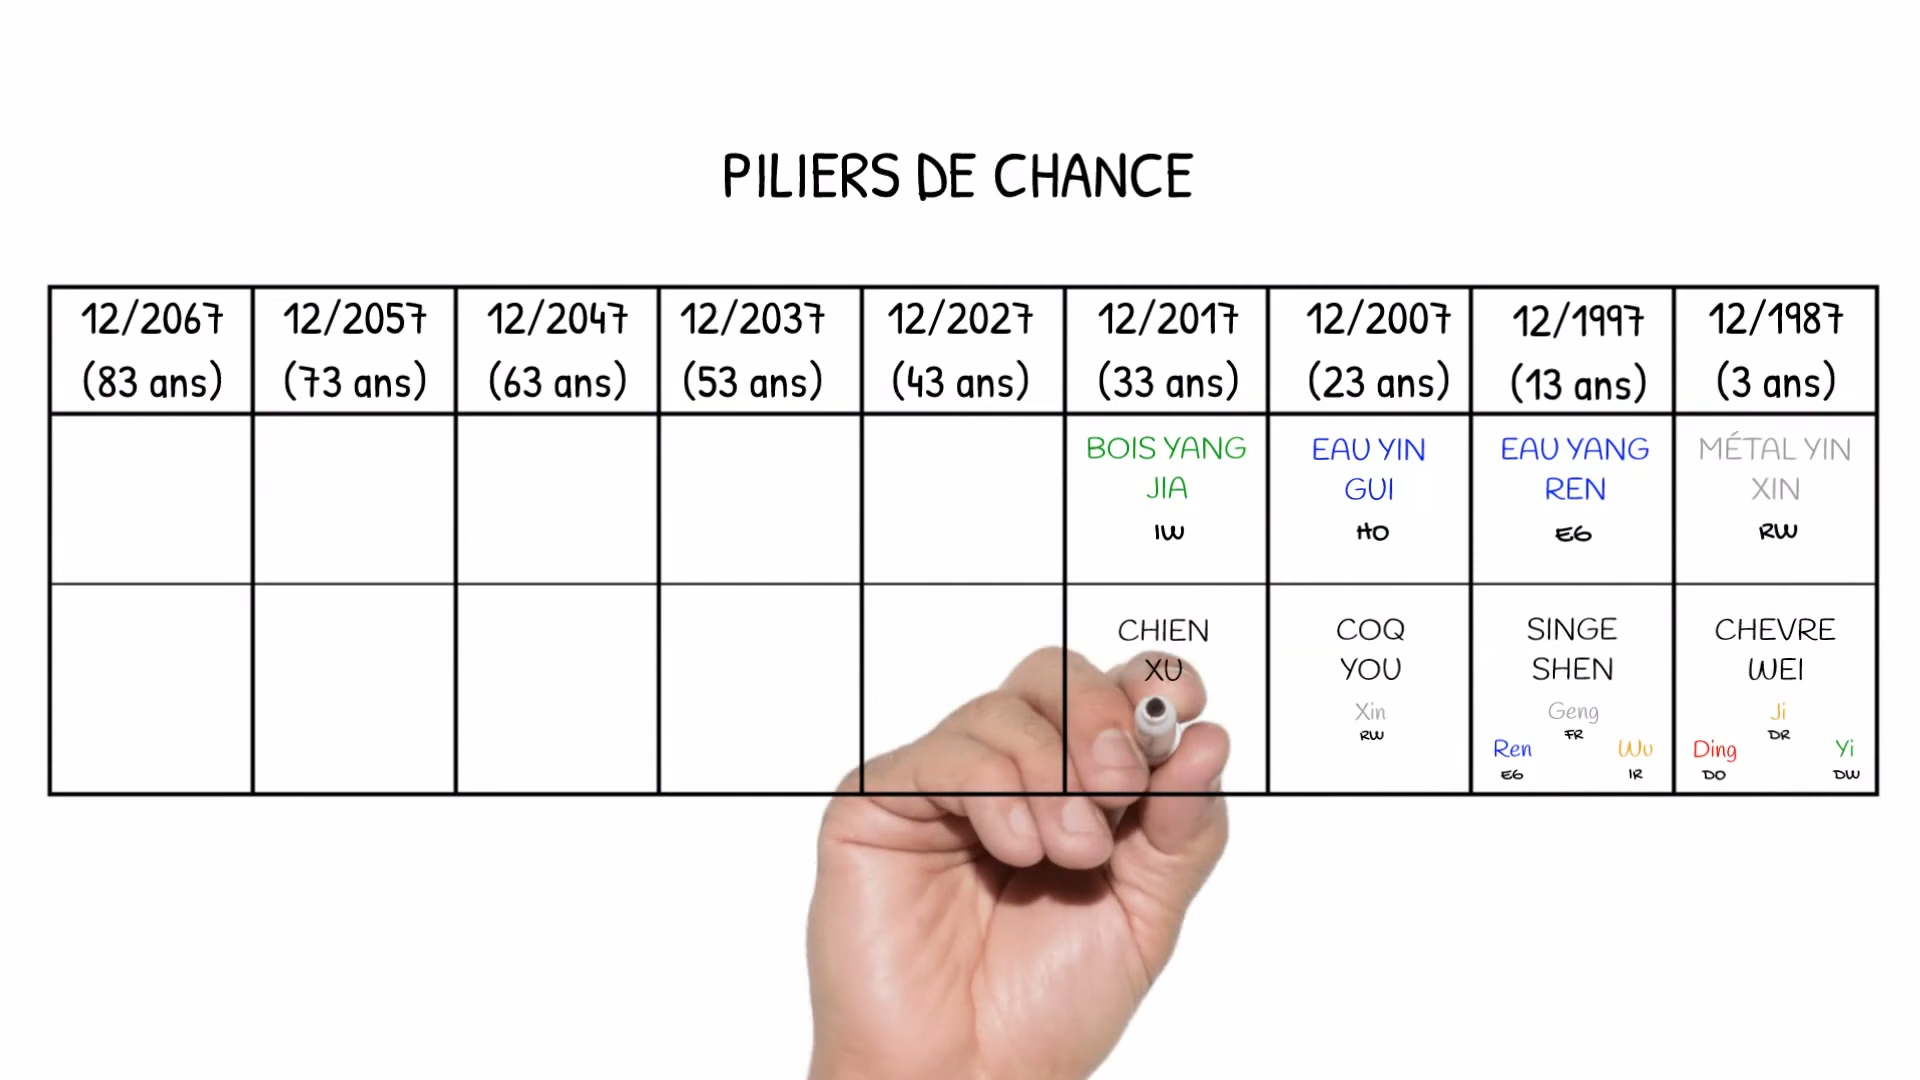 PILIERS DE CHANCE
12/2067 12/2057 12/2047 12/2037 12/2027 12/2017 12/2007 12/1997 12/1987
(83 ans) (73 ans) (63 ans) (53 ans) (43 ans) (33 ans) (23 ans) (13 ans) (3 ans)
BOIS YANG EAU YIN EAU YANG MÉTAL YIN
JIA GUI REN XIN
IW HO EG RW
CHIEN COQ SINGE CHEVRE
XU YOU SHEN WEI
Xin Geng Ji
RW FR DR
Ren Wu Ding Yi
EG IR DO DW